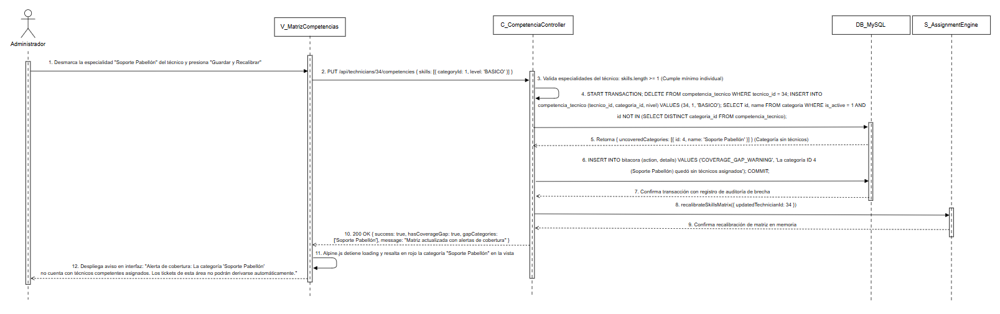 Administrador
V_MatrizCompetencias
C_CompetenciaController
DB_MySQL
S_AssignmentEngine
1. Desmarca la especialidad "Soporte Pabellón" del técnico y presiona "Guardar y Recalibrar"
2. PUT /api/technicians/34/competencies { skills: [{ categoryId: 1, level: 'BASICO' }] }
3. Valida especialidades del técnico: skills.length >= 1 (Cumple mínimo individual)
4. START TRANSACTION; DELETE FROM competencia_tecnico WHERE tecnico_id = 34; INSERT INTO
competencia_tecnico (tecnico_id, categoria_id, nivel) VALUES (34, 1, 'BASICO'); SELECT id, name FROM categoria WHERE is_active = 1 AND
id NOT IN (SELECT DISTINCT categoria_id FROM competencia_tecnico);
5. Retorna { uncoveredCategories: [{ id: 4, name: 'Soporte Pabellón' }] } (Categoría sin técnicos)
6. INSERT INTO bitacora (action, details) VALUES ('COVERAGE_GAP_WARNING', 'La categoría ID 4
(Soporte Pabellón) quedó sin técnicos asignados'); COMMIT;
7. Confirma transacción con registro de auditoría de brecha
8. recalibrateSkillsMatrix({ updatedTechnicianId: 34 })
9. Confirma recalibración de matriz en memoria
10. 200 OK { success: true, hasCoverageGap: true, gapCategories:
['Soporte Pabellón'], message: "Matriz actualizada con alertas de cobertura" }
11. Alpine.js detiene loading y resalta en rojo la categoría "Soporte Pabellón" en la vista
12. Despliega aviso en interfaz: "Alerta de cobertura: La categoría 'Soporte Pabellón'
no cuenta con técnicos competentes asignados. Los tickets de esta área no podrán derivarse automáticamente."